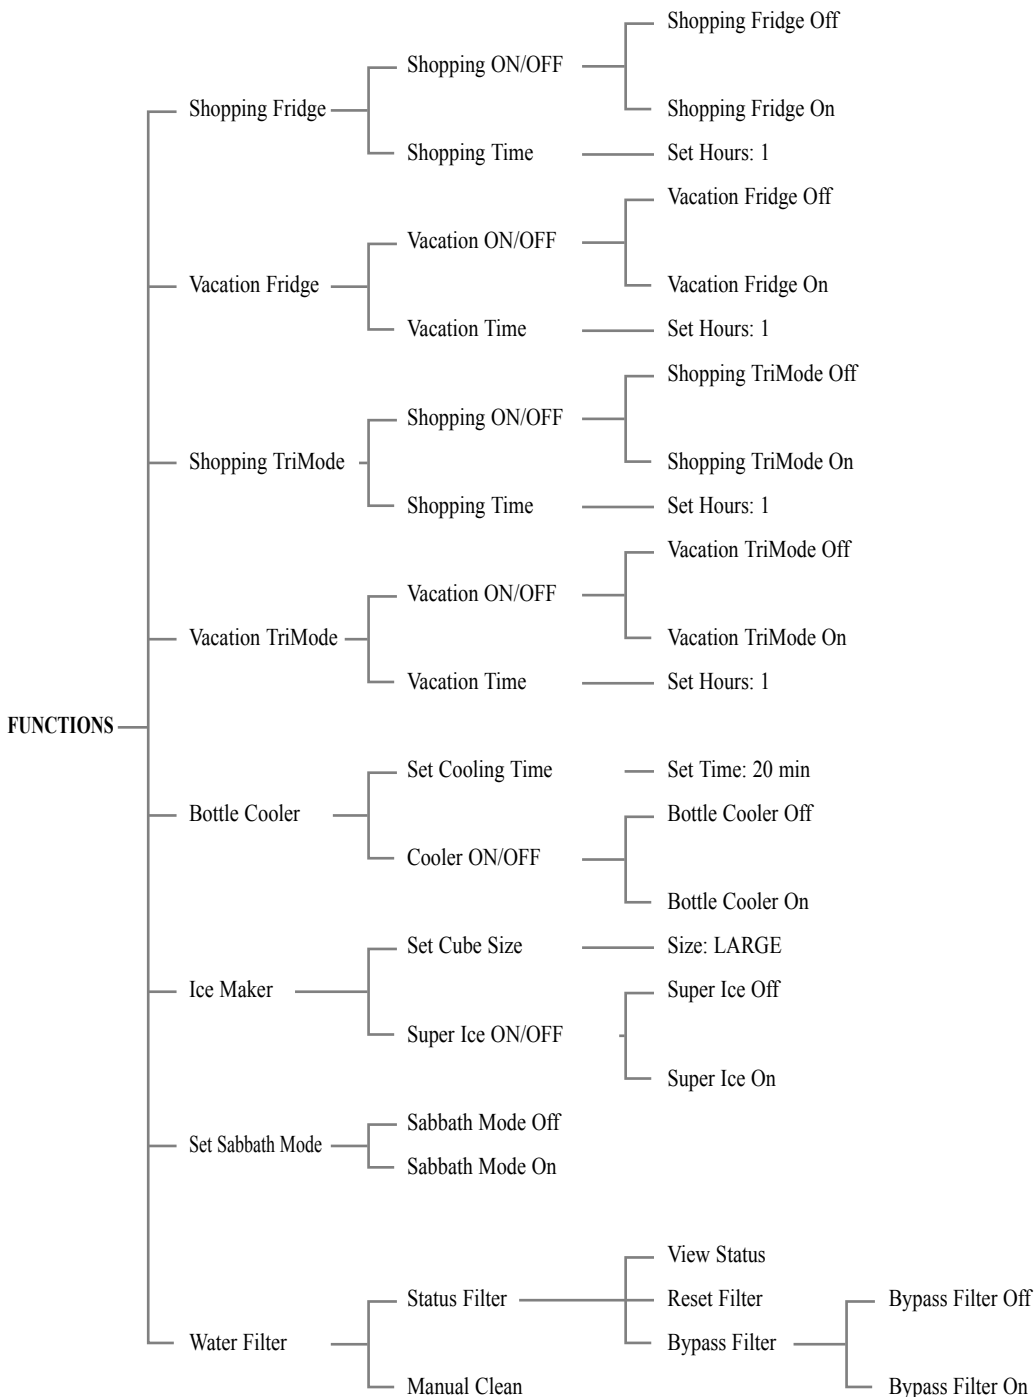 Shopping Fridge Off
Shopping ON/OFF
Shopping Fridge
Shopping Fridge On
Shopping Time
Set Hours: 1
Vacation Fridge Off
Vacation ON/OFF
Vacation Fridge
Vacation Fridge On
Vacation Time
Set Hours: 1
Shopping TriMode Off
Shopping ON/OFF
Shopping TriMode
Shopping TriMode On
Shopping Time
Set Hours: 1
Vacation TriMode Off
Vacation ON/OFF
Vacation TriMode
Vacation TriMode On
Vacation Time
Set Hours: 1
FUNCTIONS
Set Cooling Time
Set Time: 20 min
Bottle Cooler
Bottle Cooler Off
Cooler ON/OFF
Bottle Cooler On
Set Cube Size
Size: LARGE
Ice Maker
Super Ice Off
Super Ice ON/OFF
Super Ice On
Sabbath Mode Off
Set Sabbath Mode
Sabbath Mode On
View Status
Status Filter
Reset Filter
Bypass Filter Off
Water Filter
Bypass Filter
Manual Clean
Bypass Filter On